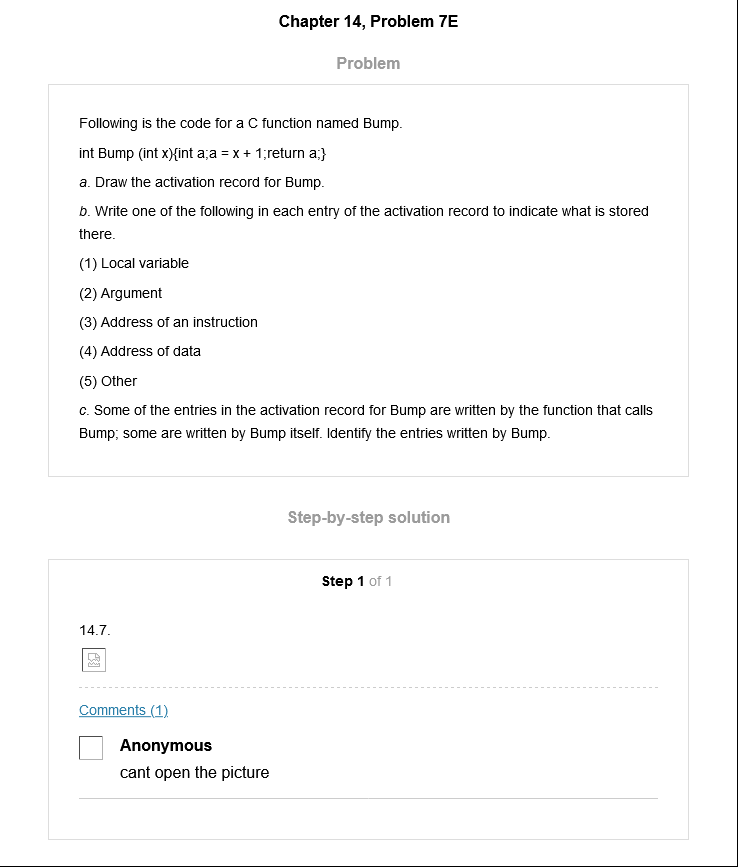 Chapter 14, Problem 7E
Problem
Following is the code for a C function named Bump.
int Bump (int x){int a;a = x + 1;return a;}
a. Draw the activation record for Bump.
b. Write one of the following in each entry of the activation record to indicate what is stored
there.
(1) Local variable
(2) Argument
(3) Address of an instruction
(4) Address of data
(5) Other
c. Some of the entries in the activation record for Bump are written by the function that calls
Bump; some are written by Bump itself. Identify the entries written by Bump.
Step-by-step solution
Step 1 of 1
14.7.
Comments (1)
Anonymous
cant open the picture